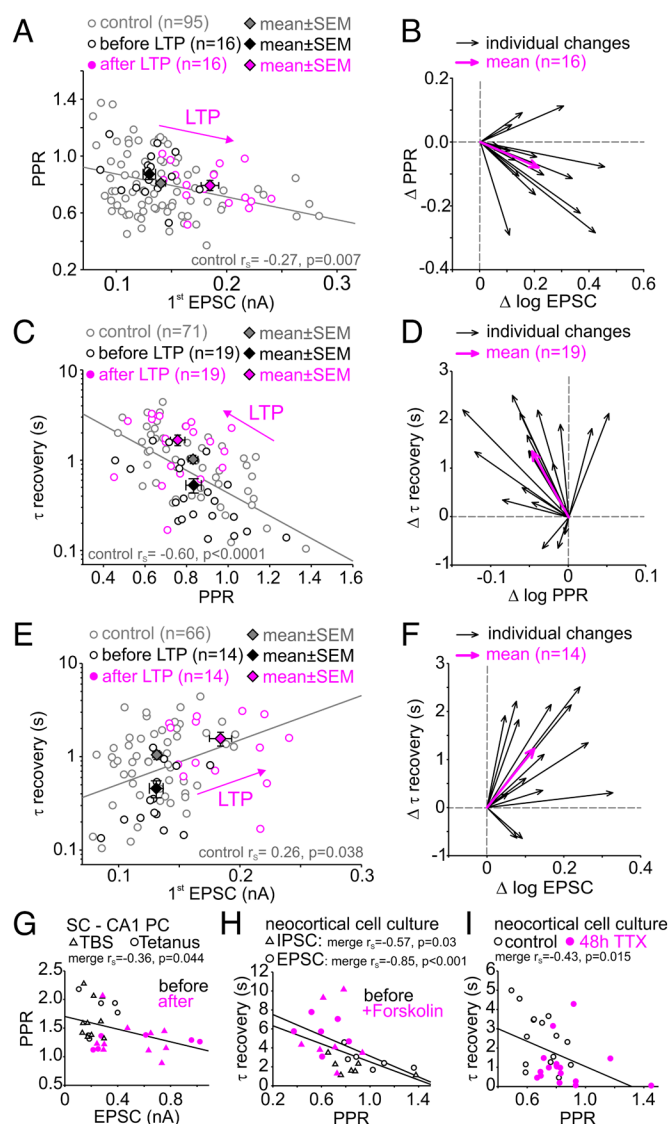 A
control (n=95) mean±SEM
before LTP (n=16) mean±SEM
after LTP (n=16) mean±SEM
LTP
PPR
1.4
1.0
0.6
0.2
control rS= -0.27, p=0.007
0.1 0.2 0.3
1st EPSC (nA)
B
individual changes
mean (n=16)
Δ PPR
0.2
0.0
-0.2
-0.4
0 0.2 0.4 0.6
Δ log EPSC
C
control (n=71) mean±SEM
before LTP (n=19) mean±SEM
after LTP (n=19) mean±SEM
LTP
τ recovery (s)
10
1
0.1
control rS= -0.60, p<0.0001
0.4 0.6 0.8 1.0 1.2 1.4 1.6
PPR
D
individual changes
mean (n=19)
Δ τ recovery (s)
3
2
1
0
-1
-0.1 0 0.1
Δ log PPR
E
control (n=66) mean±SEM
before LTP (n=14) mean±SEM
after LTP (n=14) mean±SEM
LTP
τ recovery (s)
10
1
0.1
control rS= 0.26, p=0.038
0.1 0.2 0.3
1st EPSC (nA)
F
individual changes
mean (n=14)
Δ τ recovery (s)
3
2
1
0
-1
0 0.2 0.4
Δ log EPSC
G
SC - CA1 PC
TBS Tetanus
merge rS=-0.36, p=0.044
before
after
PPR
2.5
2.0
1.5
1.0
0.5
0 0.5 1.0
EPSC (nA)
H
neocortical cell culture
IPSC: merge rS=-0.57, p=0.03
EPSC: merge rS=-0.85, p<0.001
before
+Forskolin
τ recovery (s)
12
10
8
6
4
2
0
0.2 0.6 1.0 1.4
PPR
I
neocortical cell culture
control 48h TTX
merge rS=-0.43, p=0.015
τ recovery (s)
6
5
4
3
2
1
0
0.4 0.6 0.8 1.0 1.2 1.4
PPR